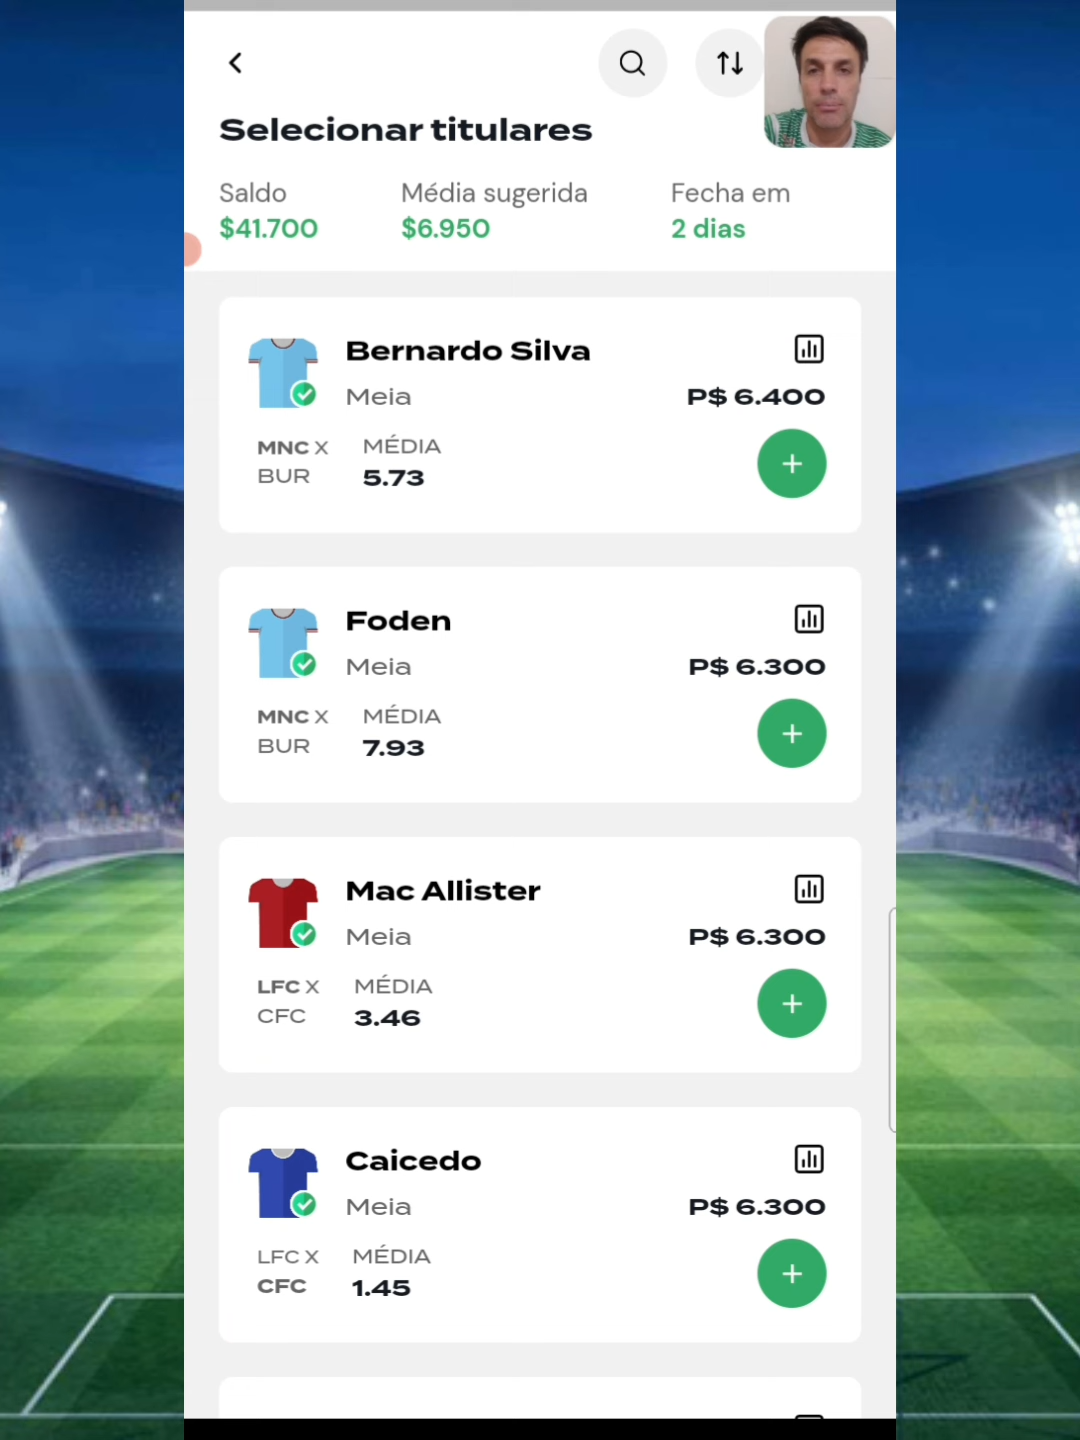 Selecionar titulares
Saldo
Média sugerida
Fecha em
$41.700
$6.950
2 dias
Bernardo Silva
Meia
P$ 6.400
MNC X
BUR
MÉDIA
5.73
Foden
Meia
P$ 6.300
MNC X
BUR
MÉDIA
7.93
Mac Allister
Meia
P$ 6.300
LFC X
CFC
MÉDIA
3.46
Caicedo
Meia
P$ 6.300
LFC X
CFC
MÉDIA
1.45